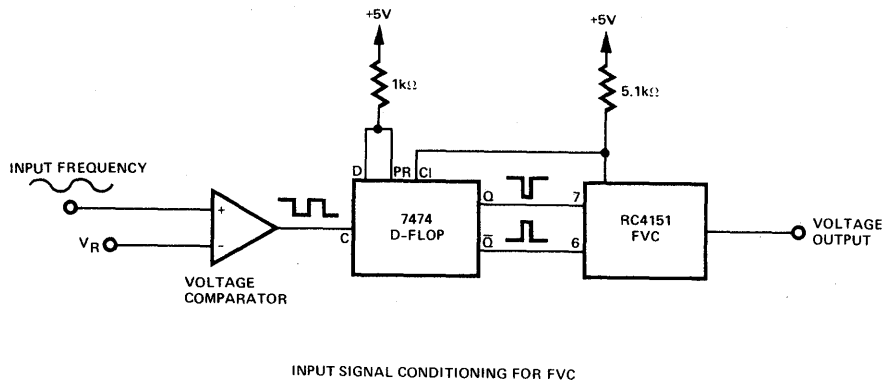 +5V
+5V
1kΩ
5.1kΩ
INPUT FREQUENCY
D
PR
CI
+
Q
7
7474
D-FLOP
RC4151
FVC
VOLTAGE
OUTPUT
VR
-
C
Q̅
6
VOLTAGE
COMPARATOR
INPUT SIGNAL CONDITIONING FOR FVC